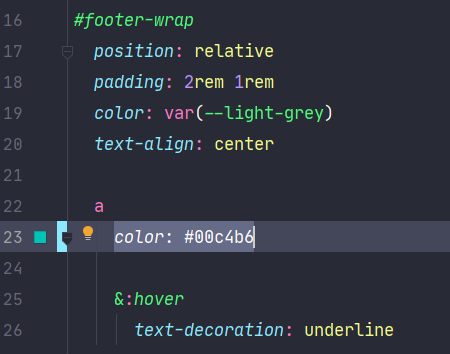 16 #footer-wrap
17 position: relative
18 padding: 2rem 1rem
19 color: var(--light-grey)
20 text-align: center
21
22 a
23 color: #00c4b6
24
25 &:hover
26 text-decoration: underline